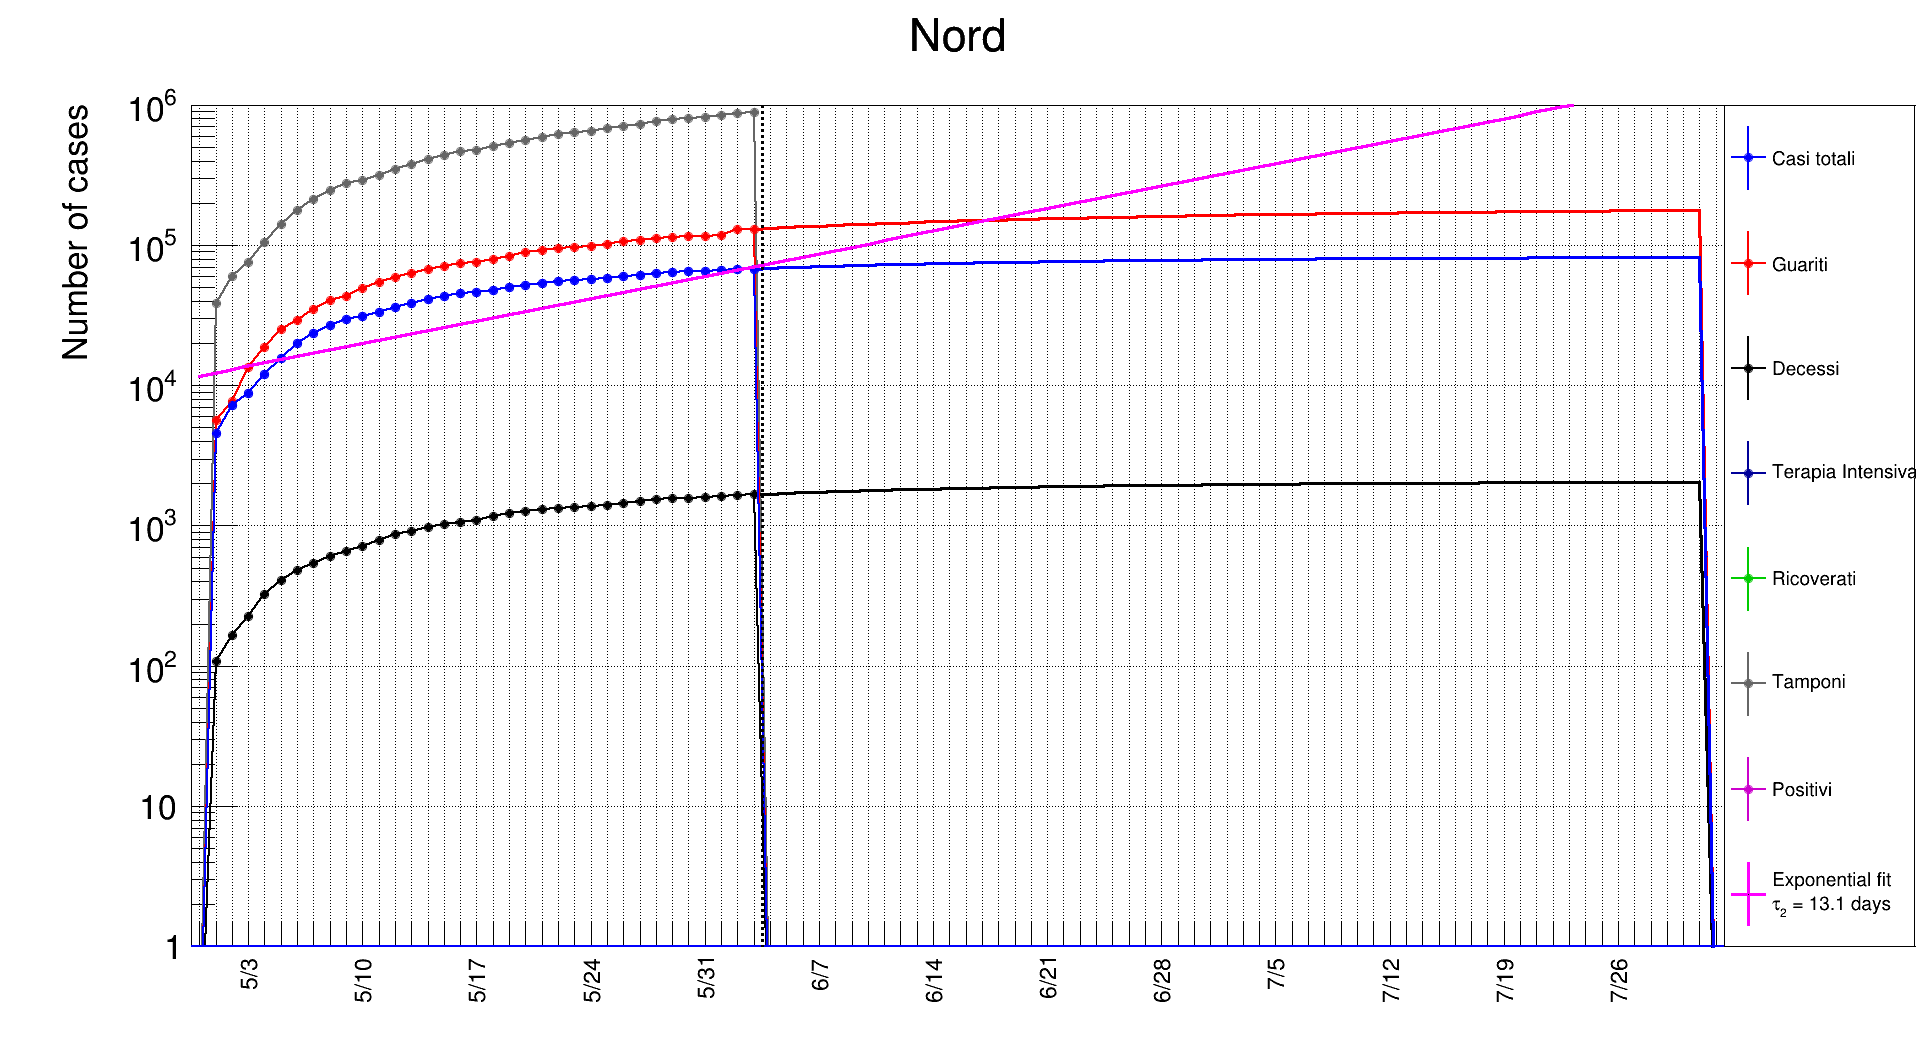 Nord
Number of cases
10^6
10^5
10^4
10^3
10^2
10
1
5/3
5/10
5/17
5/24
5/31
6/7
6/14
6/21
6/28
7/5
7/12
7/19
7/26
Casi totali
Guariti
Decessi
Terapia Intensiva
Ricoverati
Tamponi
Positivi
Exponential fit
τ₂ = 13.1 days